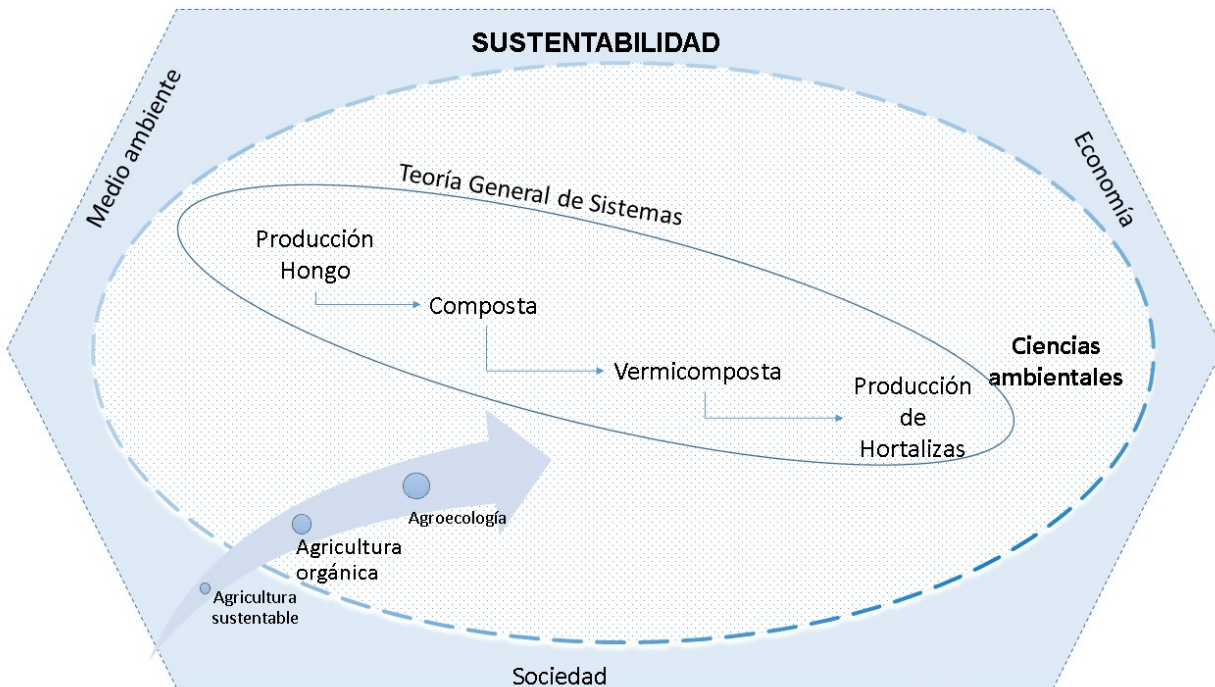 SUSTENTABILIDAD
Medio ambiente
Economía
Teoría General de Sistemas
Producción
Hongo
Composta
Vermicomposta
Producción
de
Hortalizas
Ciencias
ambientales
Agroecología
Agricultura
orgánica
Agricultura
sustentable
Sociedad